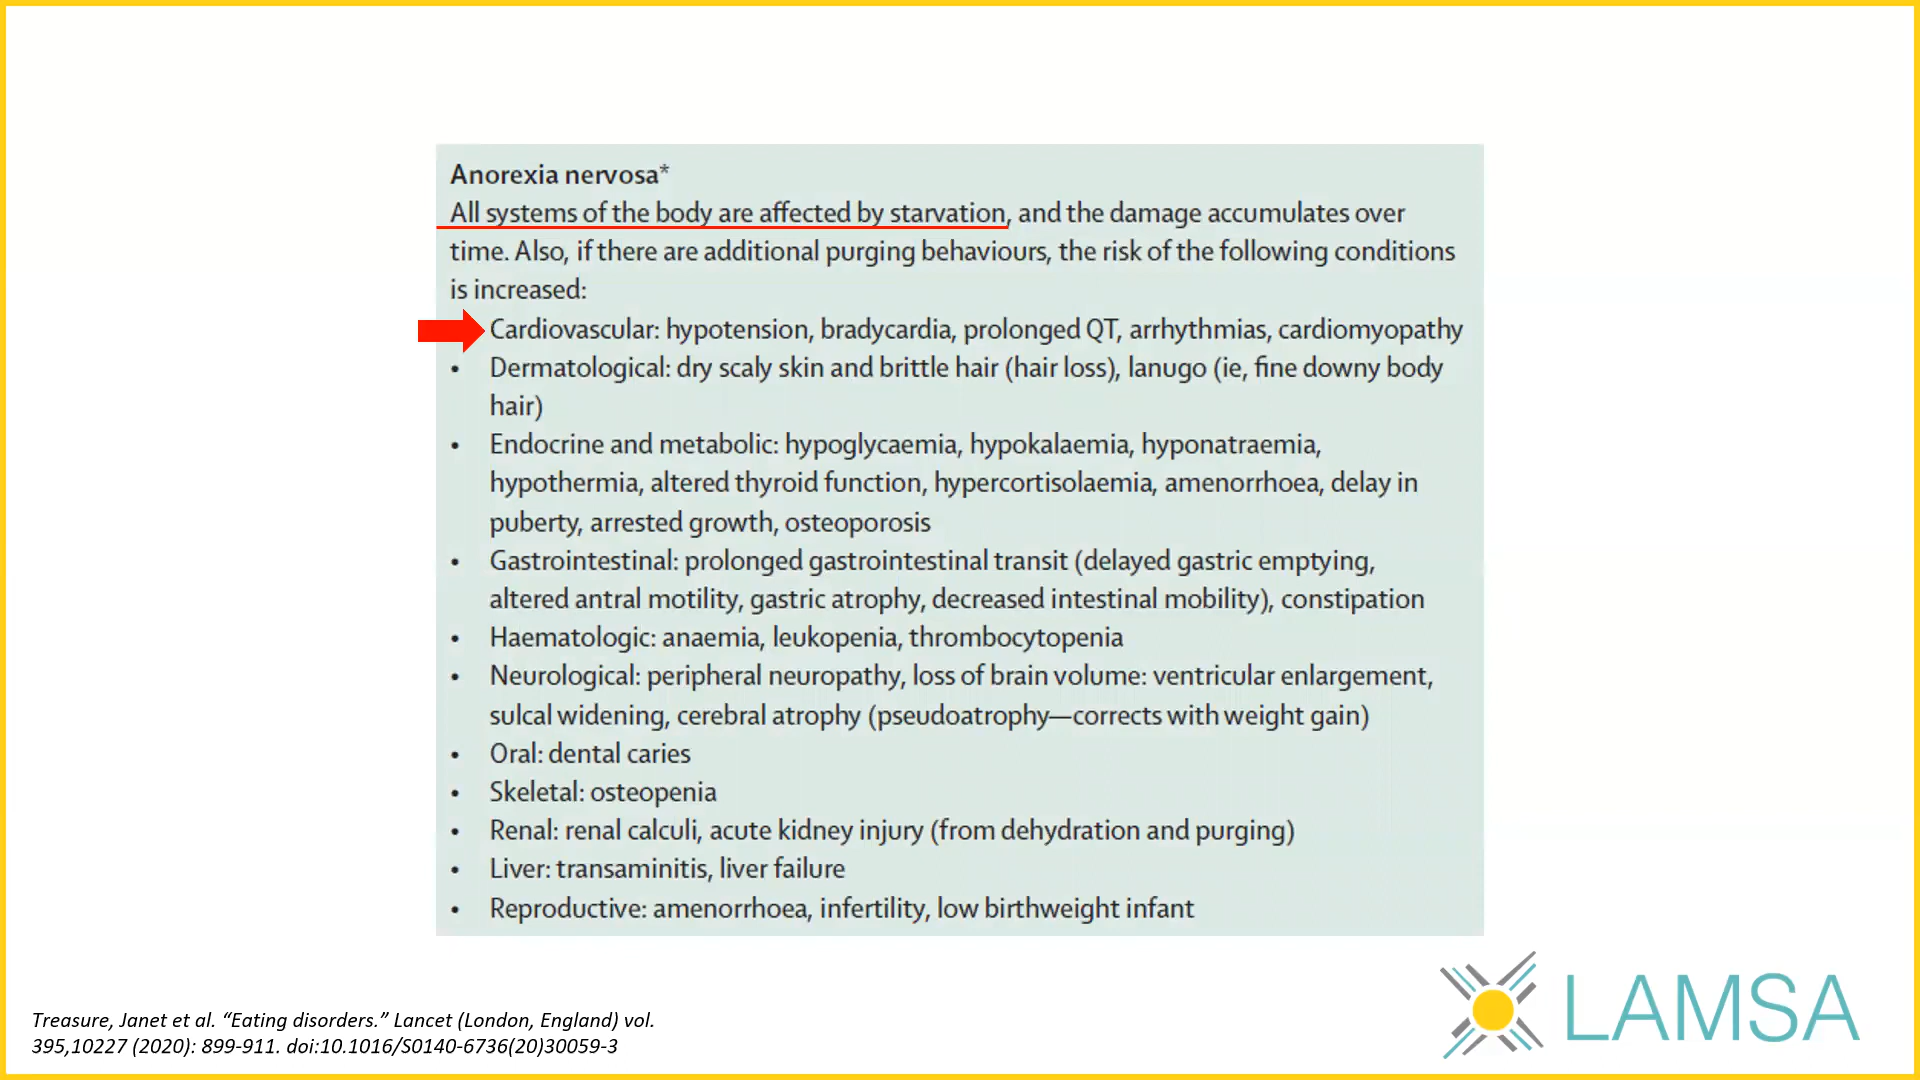 Anorexia nervosa*
All systems of the body are affected by starvation, and the damage accumulates over
time. Also, if there are additional purging behaviours, the risk of the following conditions
is increased:
Cardiovascular: hypotension, bradycardia, prolonged QT, arrhythmias, cardiomyopathy
• Dermatological: dry scaly skin and brittle hair (hair loss), lanugo (ie, fine downy body
hair)
• Endocrine and metabolic: hypoglycaemia, hypokalaemia, hyponatraemia,
hypothermia, altered thyroid function, hypercortisolaemia, amenorrhoea, delay in
puberty, arrested growth, osteoporosis
• Gastrointestinal: prolonged gastrointestinal transit (delayed gastric emptying,
altered antral motility, gastric atrophy, decreased intestinal mobility), constipation
• Haematologic: anaemia, leukopenia, thrombocytopenia
• Neurological: peripheral neuropathy, loss of brain volume: ventricular enlargement,
sulcal widening, cerebral atrophy (pseudoatrophy—corrects with weight gain)
• Oral: dental caries
• Skeletal: osteopenia
• Renal: renal calculi, acute kidney injury (from dehydration and purging)
• Liver: transaminitis, liver failure
• Reproductive: amenorrhoea, infertility, low birthweight infant
Treasure, Janet et al. “Eating disorders.” Lancet (London, England) vol.
395,10227 (2020): 899-911. doi:10.1016/S0140-6736(20)30059-3
LAMSA